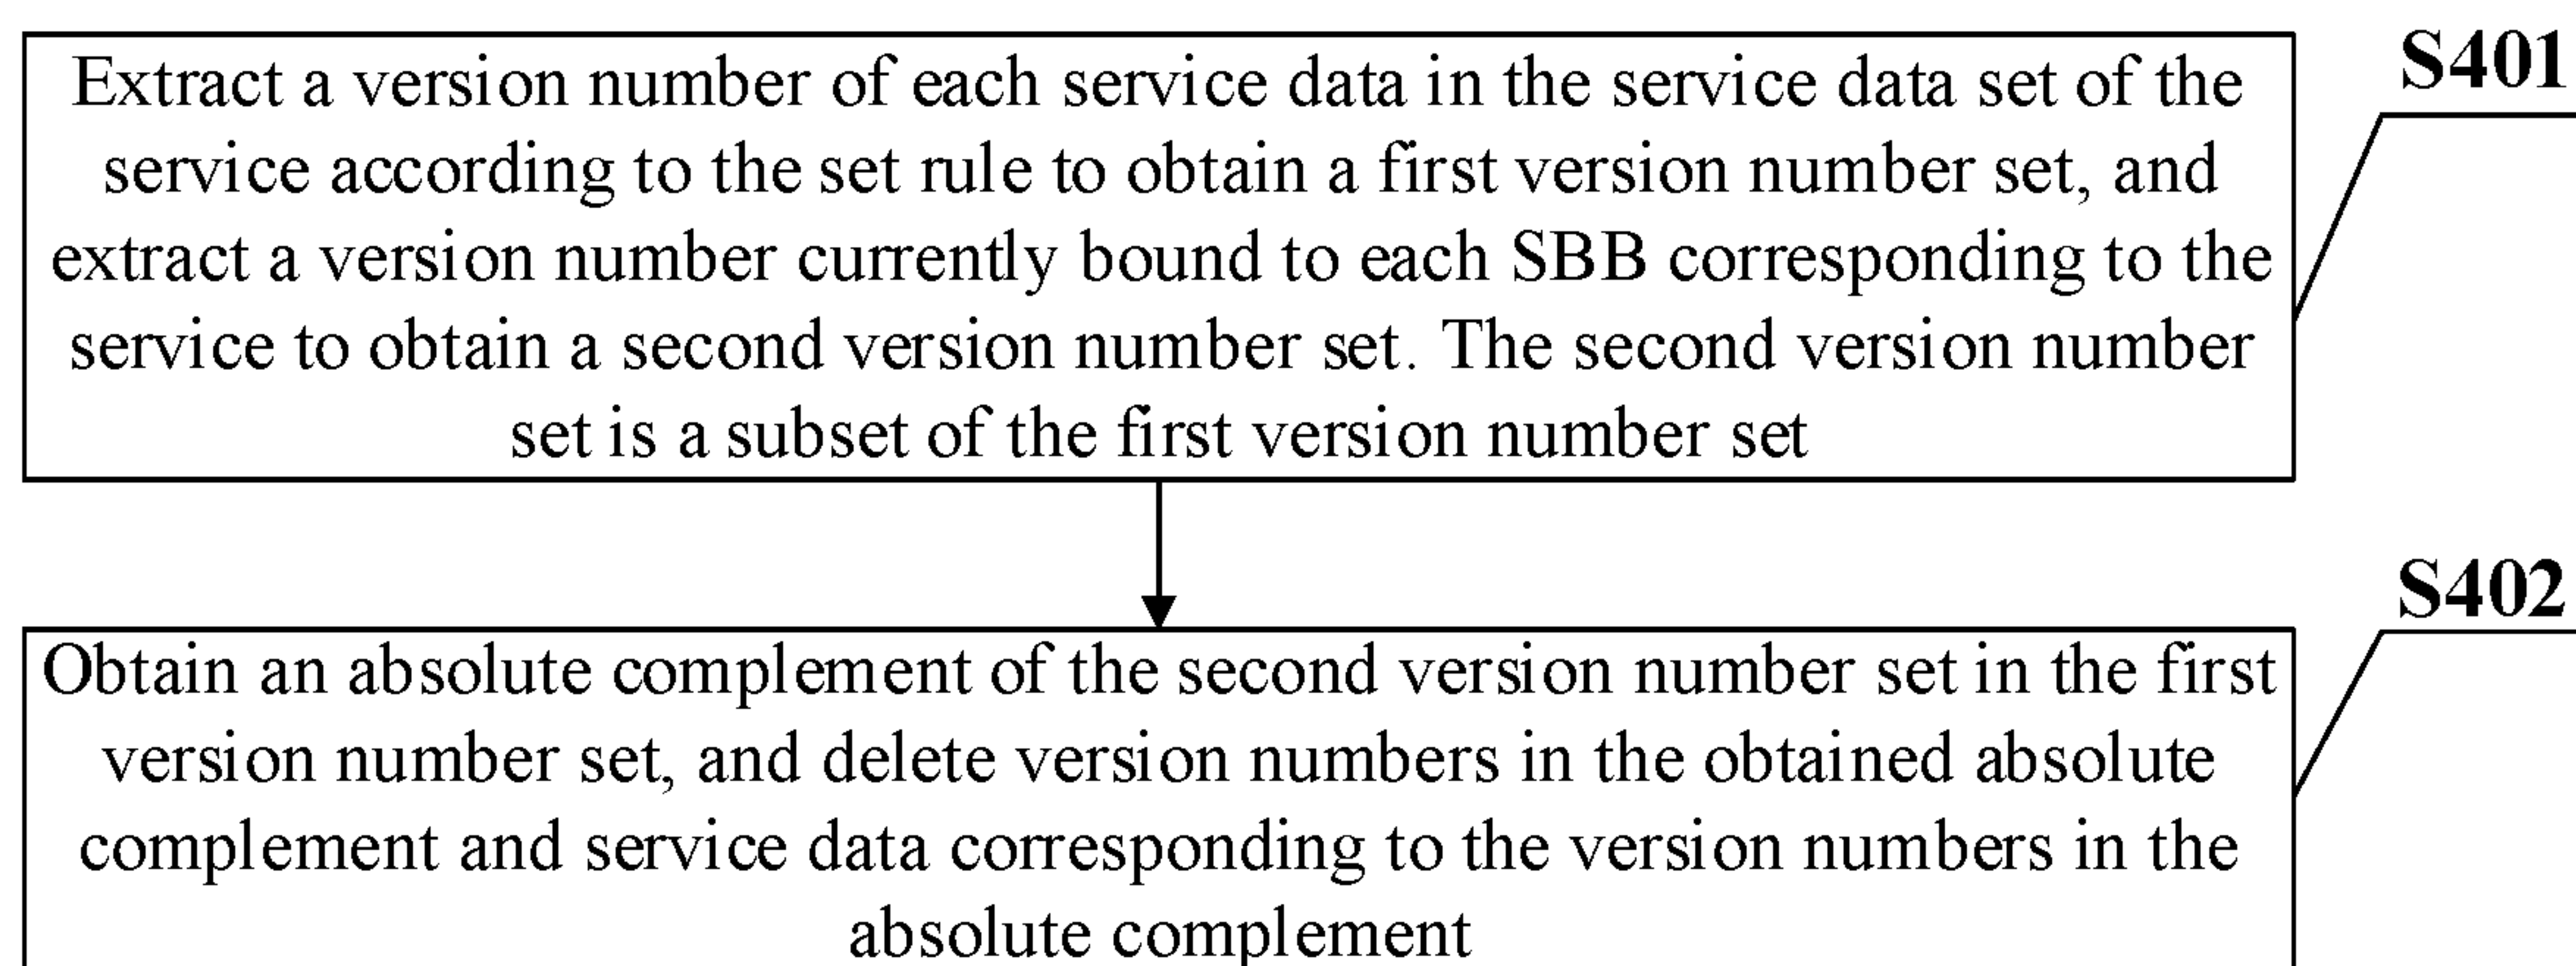 S401
Extract a version number of each service data in the service data set of the
service according to the set rule to obtain a first version number set, and
extract a version number currently bound to each SBB corresponding to the
service to obtain a second version number set. The second version number
set is a subset of the first version number set
S402
Obtain an absolute complement of the second version number set in the first
version number set, and delete version numbers in the obtained absolute
complement and service data corresponding to the version numbers in the
absolute complement